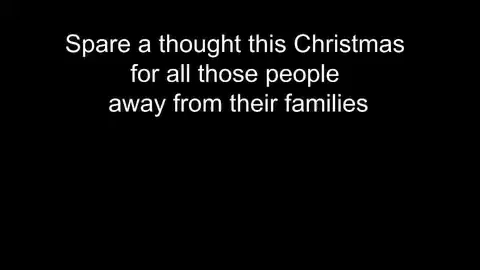 Spare a thought this Christmas
for all those people
away from their families